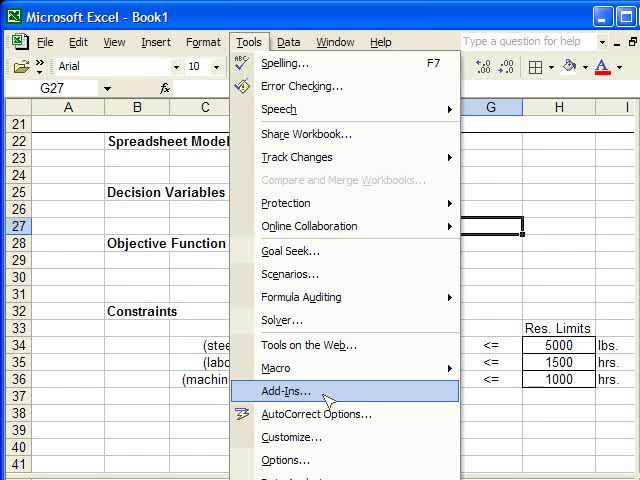 Microsoft Excel - Book1
File Edit View Insert Format Tools Data Window Help Type a question for help
Arial 10
G27 fx
A B C G H I
21
22 Spreadsheet Model
23
24
25 Decision Variables
26
27
28 Objective Function
29
30
31
32 Constraints
33 Res. Limits
34 <= 5000 lbs.
35 <= 1500 hrs.
36 (machin <= 1000 hrs.
37
38
39
40
41
Spelling... F7
Error Checking...
Speech
Share Workbook...
Track Changes
Compare and Merge Workbooks...
Protection
Online Collaboration
Goal Seek...
Scenarios...
Formula Auditing
Solver...
Tools on the Web...
Macro
Add-Ins...
AutoCorrect Options...
Customize...
Options...